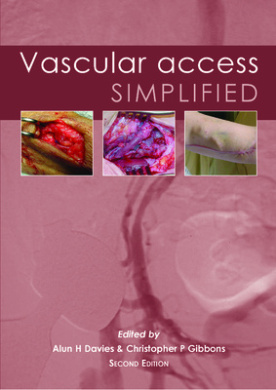 Vascular access
SIMPLIFIED
Edited by
Alun H Davies & Christopher P Gibbons
SECOND EDITION